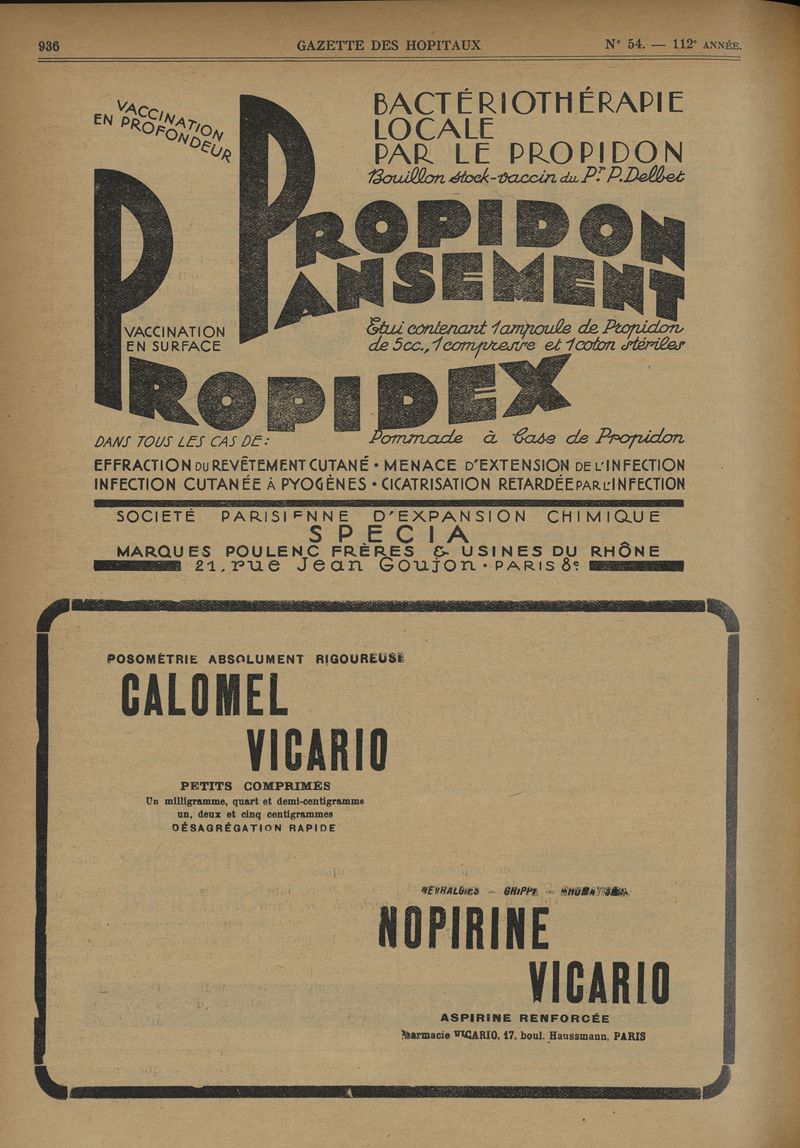 936 GAZETTE DES HOPITAUX N° 54. — 112e ANNÉE.
VACCINATION
EN PROFONDEUR
BACTÉRIOTHÉRAPIE
LOCALE
PAR LE PROPIDON
Bouillon stock-vaccin du Pr P. Delbet
PROPIDON
PANSEMENT
VACCINATION
EN SURFACE
Étui contenant 1 ampoule de Propidon
de 5cc., 1 compresse et 1 coton stériles
PROPIDEX
DANS TOUS LES CAS DE:
Pommade à base de Propidon
EFFRACTION DU REVÊTEMENT CUTANÉ • MENACE D'EXTENSION DE L'INFECTION
INFECTION CUTANÉE À PYOGÈNES • CICATRISATION RETARDÉE PAR L'INFECTION
SOCIETÉ PARISIENNE D'EXPANSION CHIMIQUE
SPECIA
MARQUES POULENC FRÈRES & USINES DU RHÔNE
21, rue Jean Goujon • PARIS 8e
POSOMÉTRIE ABSOLUMENT RIGOUREUSE
CALOMEL
VICARIO
PETITS COMPRIMÉS
Un milligramme, quart et demi-centigramme
un, deux et cinq centigrammes
DÉSAGRÉGATION RAPIDE
NEVRALGIES - GRIPPE -
NOPIRINE
VICARIO
ASPIRINE RENFORCÉE
Pharmacie VICARIO, 17, boul. Haussmann, PARIS